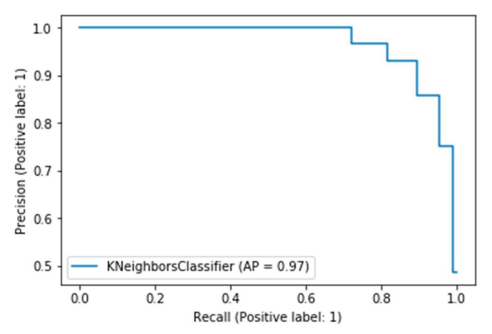 1.0
0.9
0.8
0.7
0.6
0.5
Precision (Positive label: 1)
KNeighborsClassifier (AP = 0.97)
0.0 0.2 0.4 0.6 0.8 1.0
Recall (Positive label: 1)